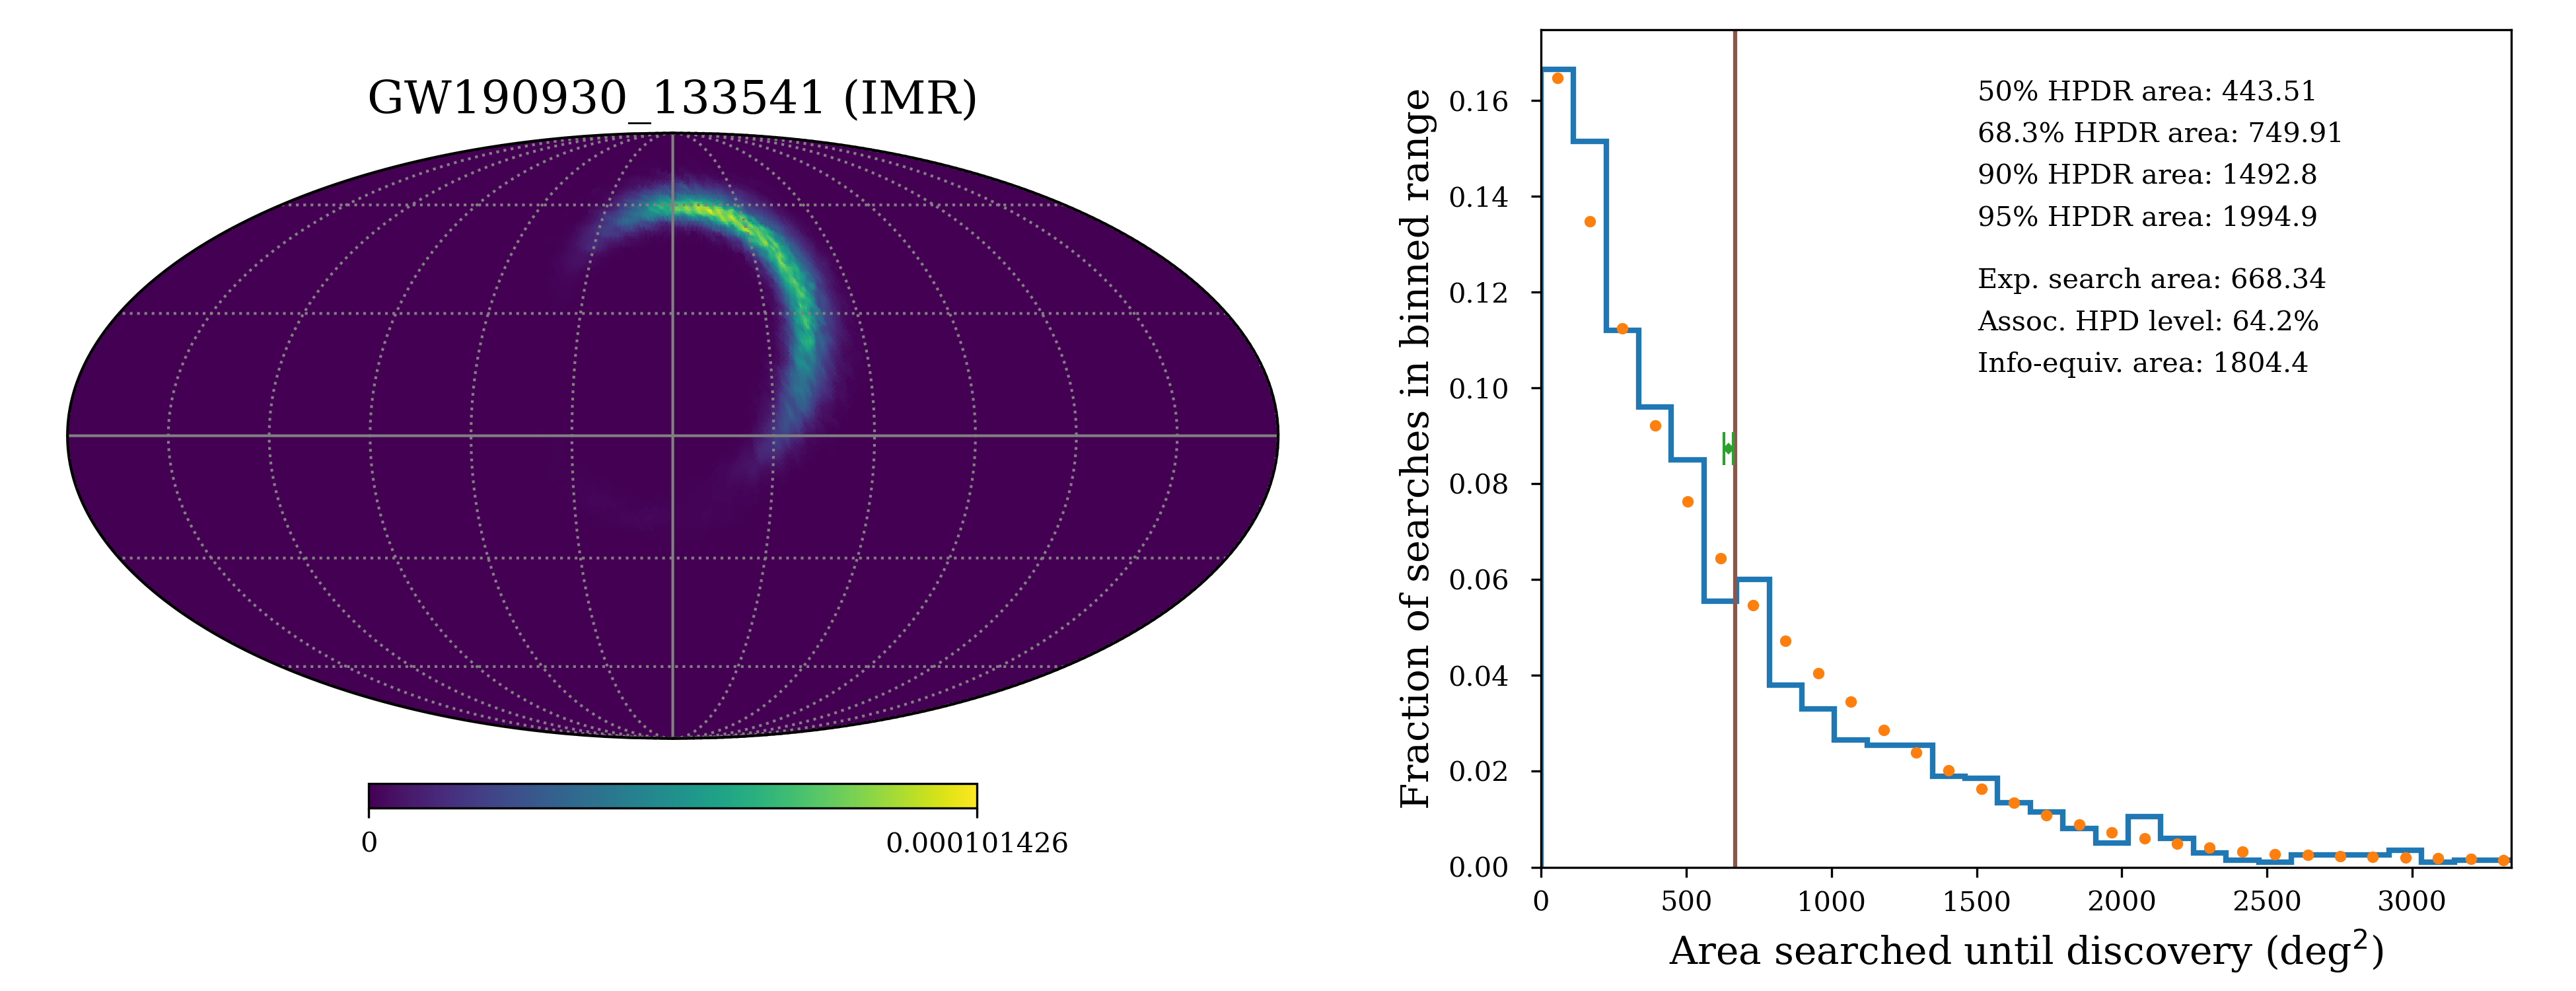 GW190930_133541 (IMR)
0
0.000101426
Fraction of searches in binned range
0.16
0.14
0.12
0.10
0.08
0.06
0.04
0.02
0.00
50% HPDR area: 443.51
68.3% HPDR area: 749.91
90% HPDR area: 1492.8
95% HPDR area: 1994.9
Exp. search area: 668.34
Assoc. HPD level: 64.2%
Info-equiv. area: 1804.4
0 500 1000 1500 2000 2500 3000
Area searched until discovery (deg²)